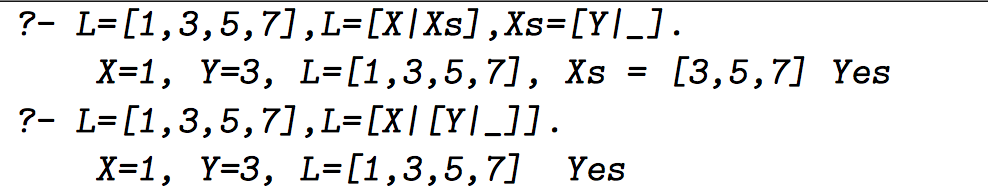 ?- L=[1,3,5,7],L=[X|Xs],Xs=[Y|_].
X=1, Y=3, L=[1,3,5,7], Xs = [3,5,7] Yes
?- L=[1,3,5,7],L=[X|[Y|_]].
X=1, Y=3, L=[1,3,5,7] Yes